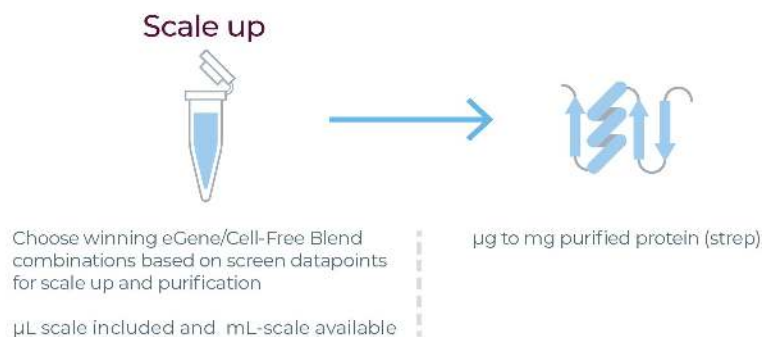 Scale up
Choose winning eGene/Cell-Free Blend
combinations based on screen datapoints
for scale up and purification
µL scale included and mL-scale available
µg to mg purified protein (strep)